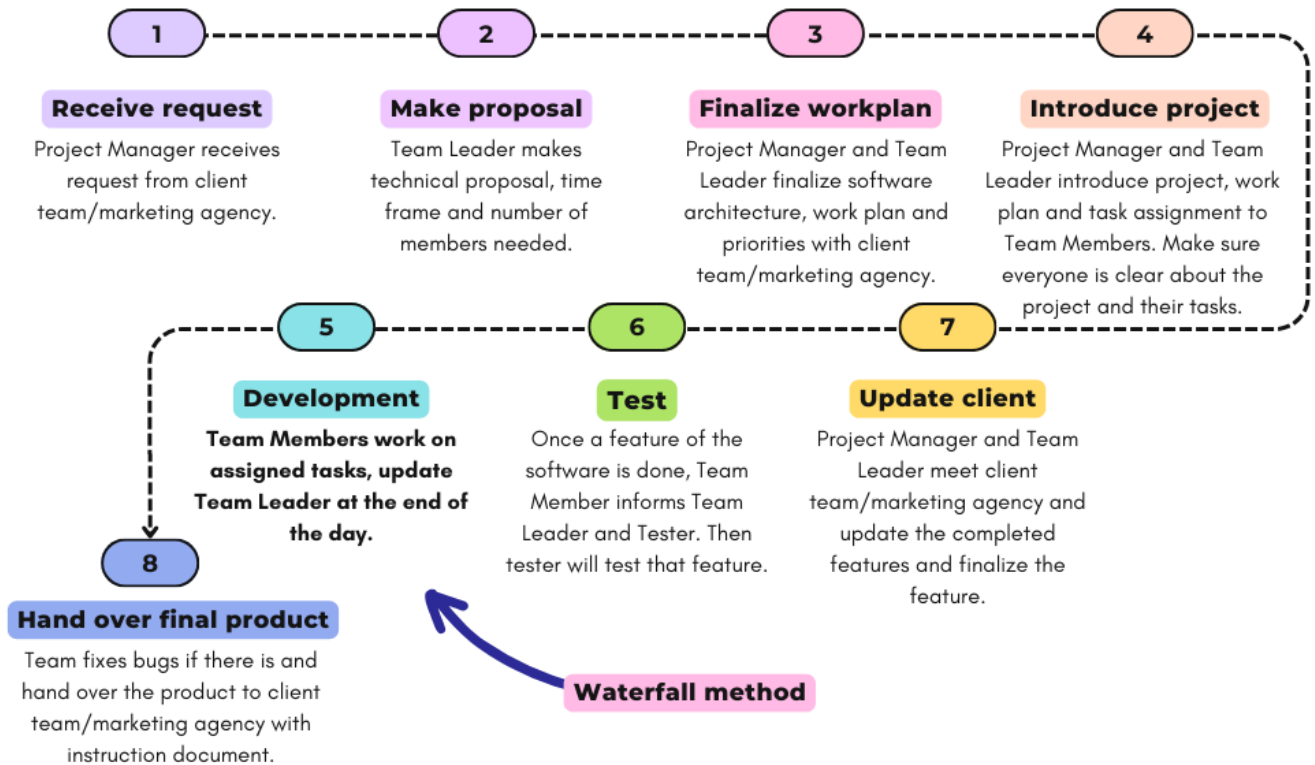 1
Receive request
Project Manager receives
request from client
team/marketing agency.
2
Make proposal
Team Leader makes
technical proposal, time
frame and number of
members needed.
3
Finalize workplan
Project Manager and Team
Leader finalize software
architecture, work plan and
priorities with client
team/marketing agency.
4
Introduce project
Project Manager and Team
Leader introduce project, work
plan and task assignment to
Team Members. Make sure
everyone is clear about the
project and their tasks.
5
Development
Team Members work on
assigned tasks, update
Team Leader at the end of
the day.
6
Test
Once a feature of the
software is done, Team
Member informs Team
Leader and Tester. Then
tester will test that feature.
7
Update client
Project Manager and Team
Leader meet client
team/marketing agency and
update the completed
features and finalize the
feature.
8
Hand over final product
Team fixes bugs if there is and
hand over the product to client
team/marketing agency with
instruction document.
Waterfall method